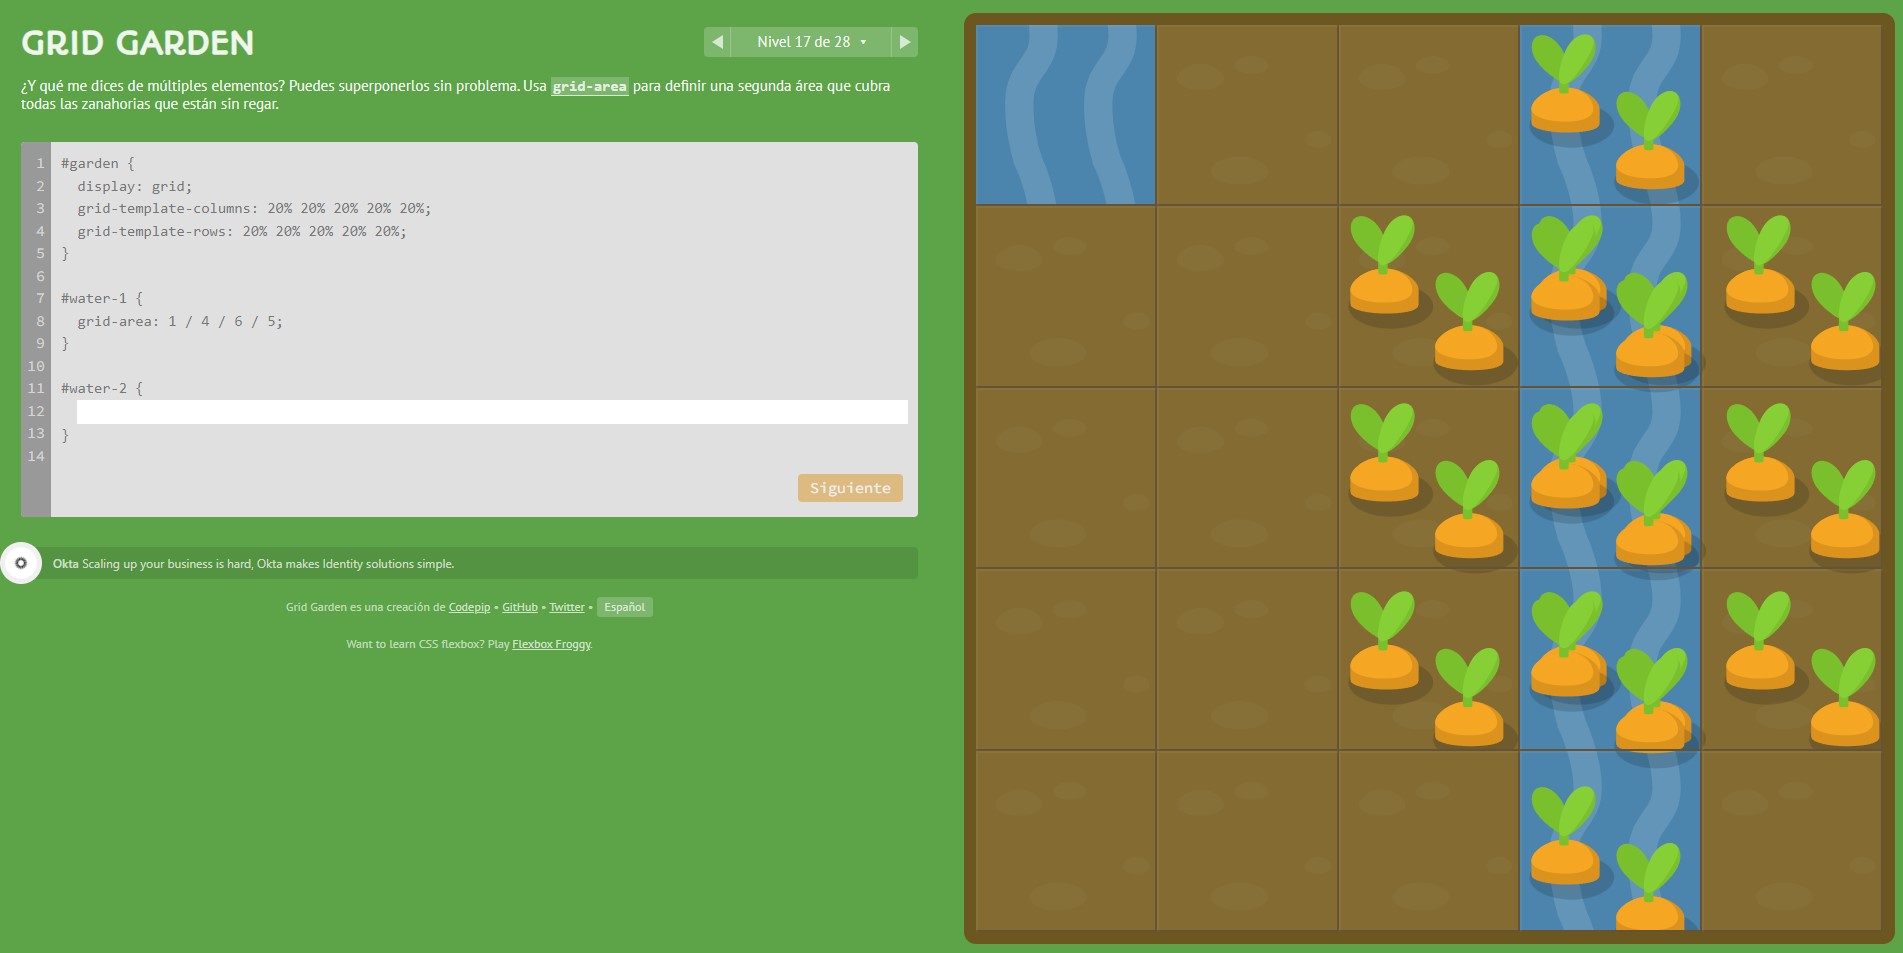 GRID GARDEN
Nivel 17 de 28
¿Y qué me dices de múltiples elementos? Puedes superponerlos sin problema. Usa grid-area para definir una segunda área que cubra
todas las zanahorias que están sin regar.
1 #garden {
2 display: grid;
3 grid-template-columns: 20% 20% 20% 20% 20%;
4 grid-template-rows: 20% 20% 20% 20% 20%;
5 }
6
7 #water-1 {
8 grid-area: 1 / 4 / 6 / 5;
9 }
10
11 #water-2 {
12
13 }
14
Siguiente
Okta Scaling up your business is hard, Okta makes Identity solutions simple.
Grid Garden es una creación de Codepip • GitHub • Twitter • Español
Want to learn CSS flexbox? Play Flexbox Froggy.